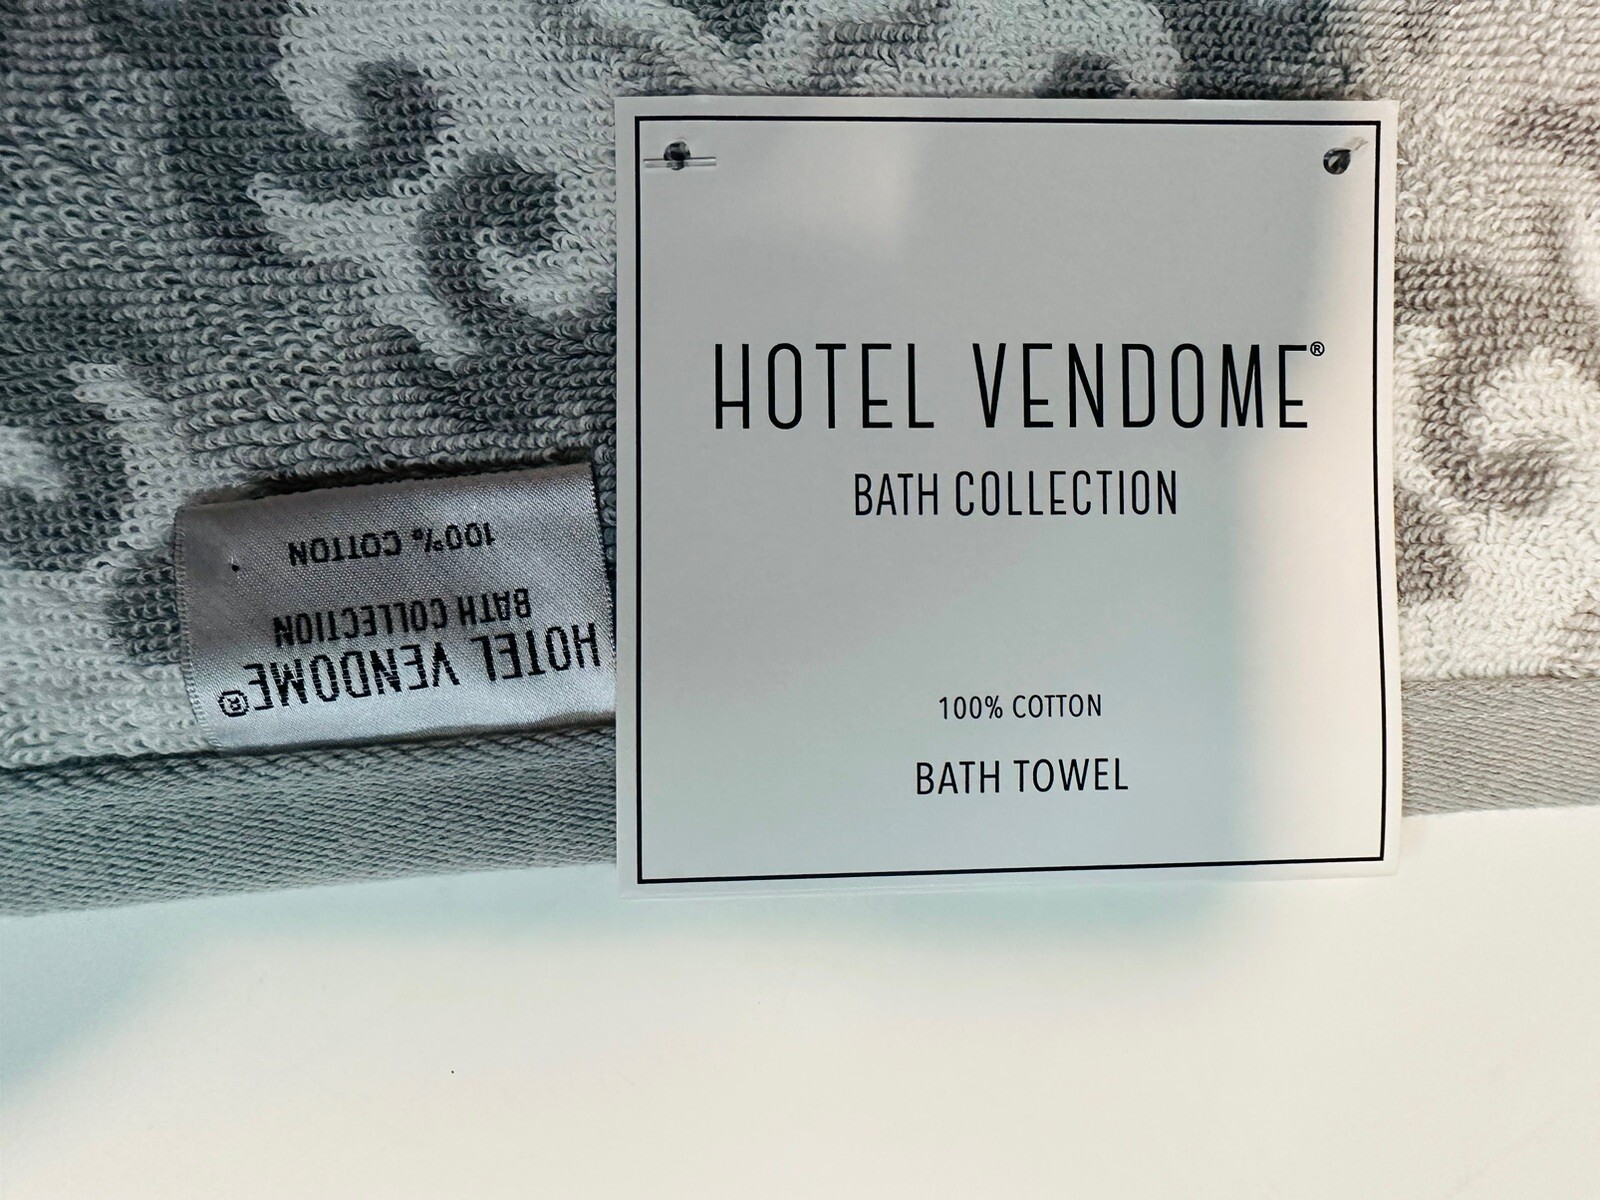 HOTEL VENDOME®
BATH COLLECTION
100% COTTON
BATH TOWEL
HOTEL VENDOME®
BATH COLLECTION
100% COTTON